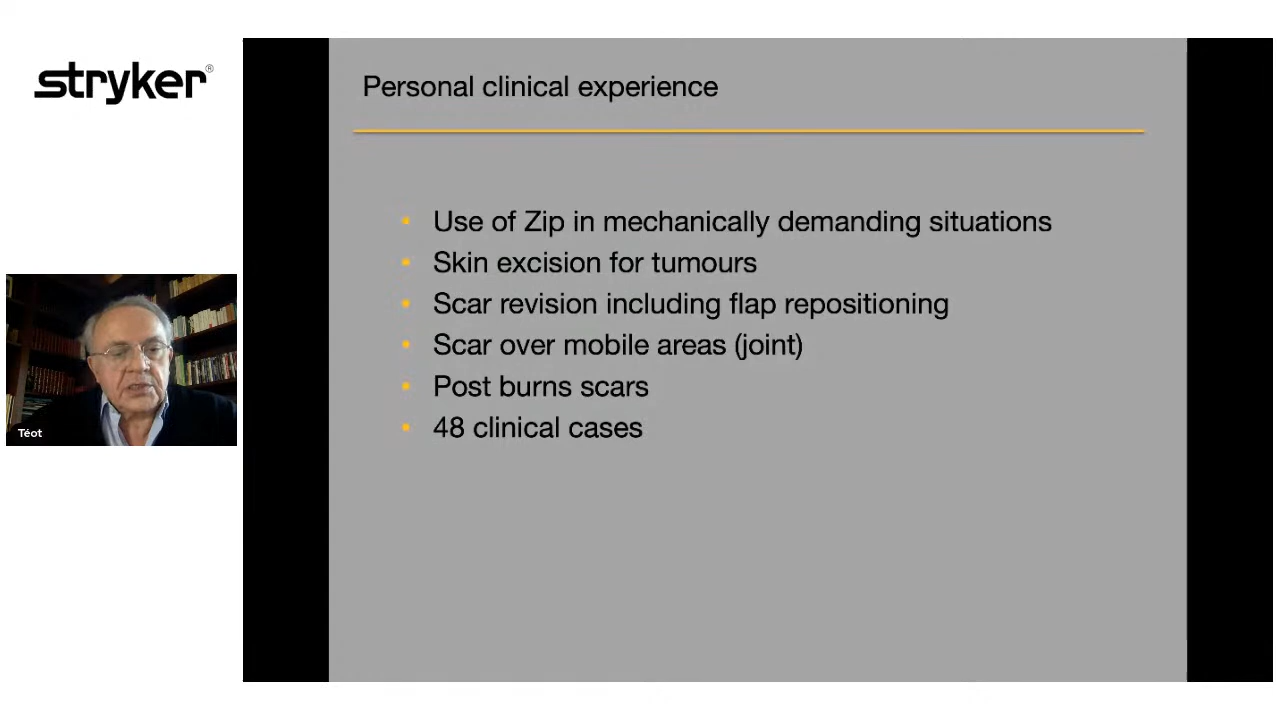 stryker®
Personal clinical experience
Use of Zip in mechanically demanding situations
Skin excision for tumours
Scar revision including flap repositioning
Scar over mobile areas (joint)
Post burns scars
48 clinical cases
Téot